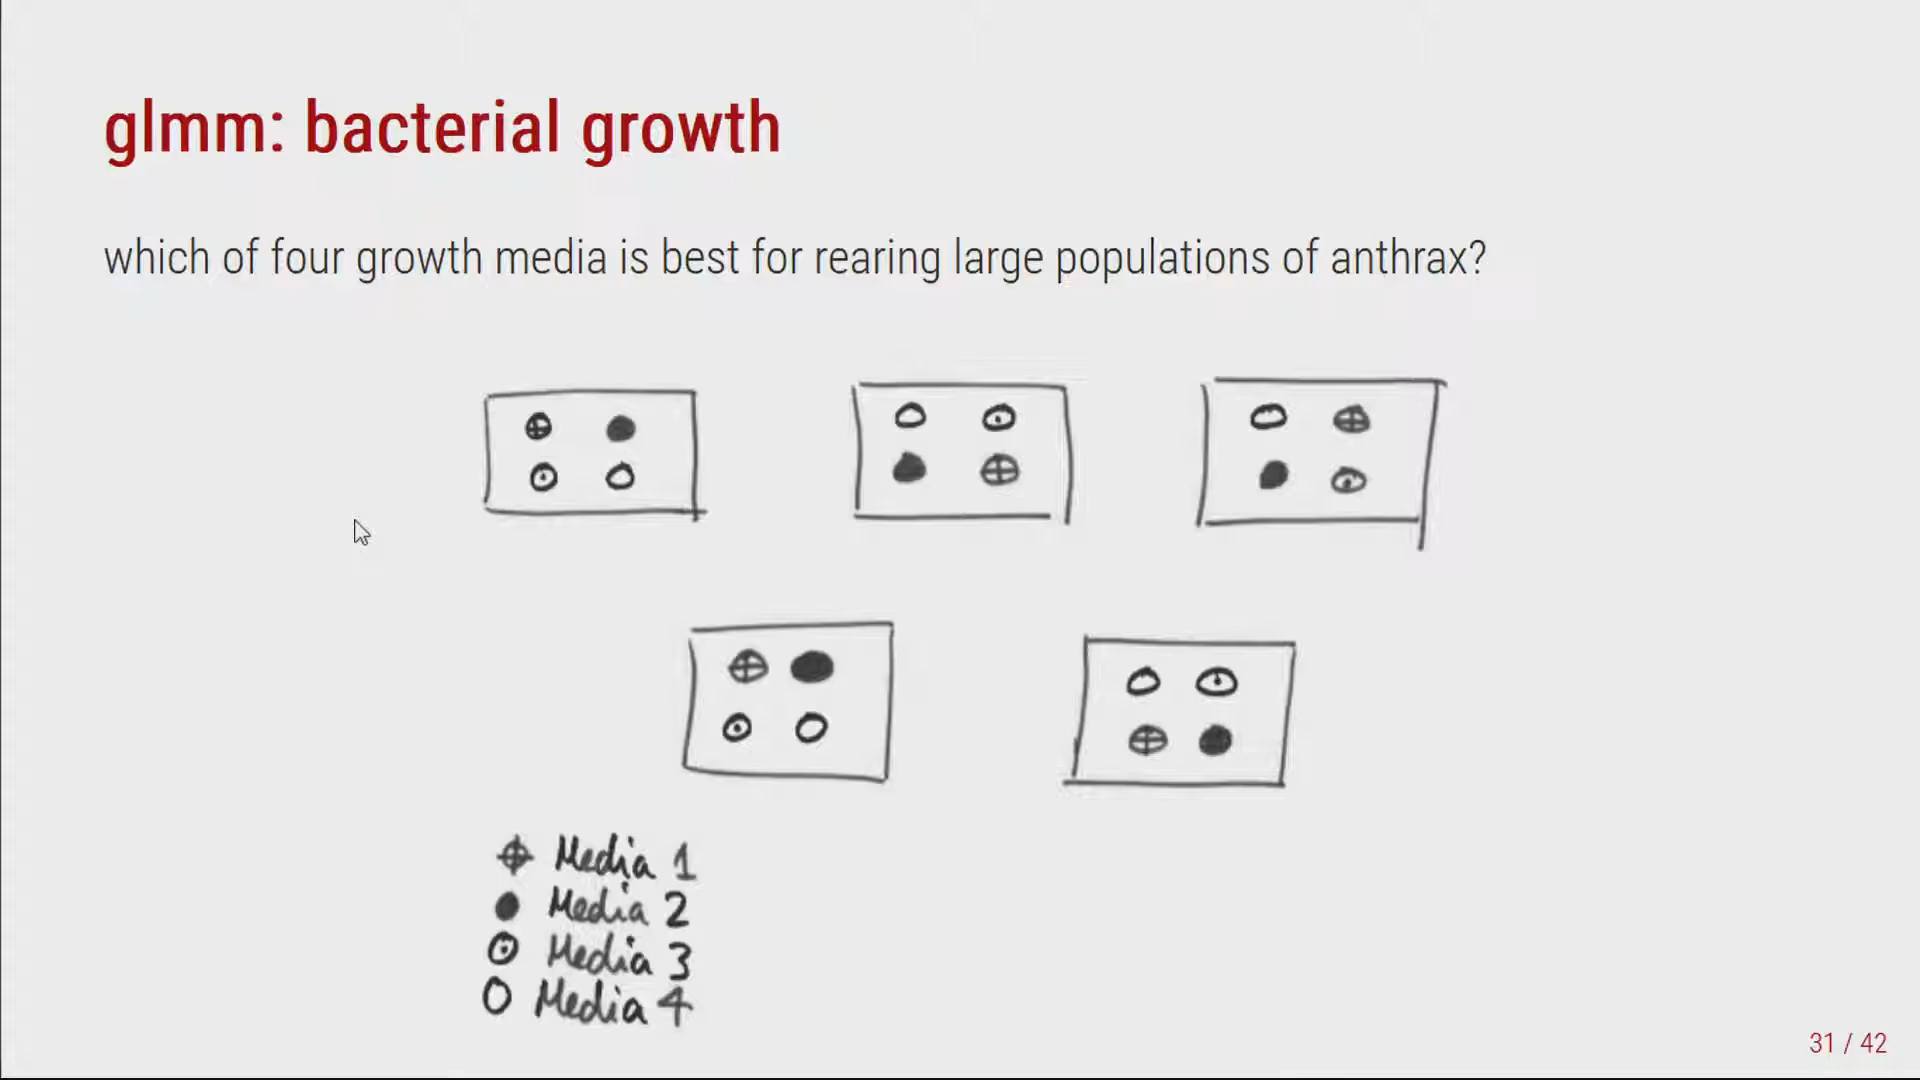 glmm: bacterial growth
which of four growth media is best for rearing large populations of anthrax?
Media 1
Media 2
Media 3
Media 4
31 / 42